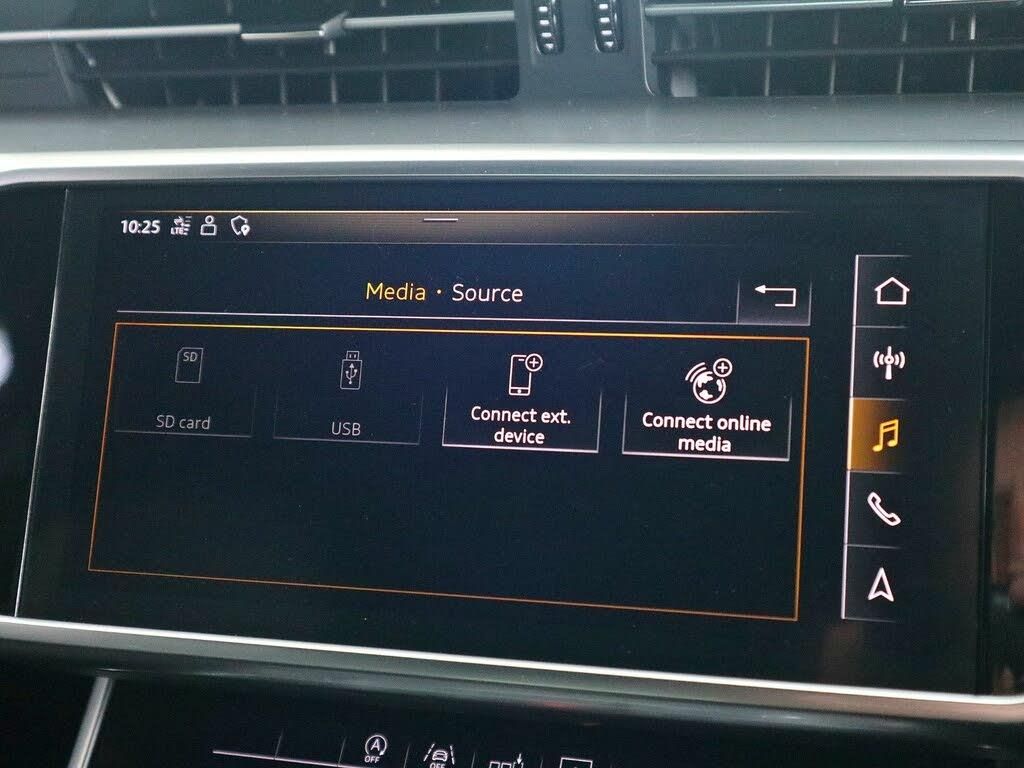 10:25 LTE
Media · Source
SD
SD card
USB
Connect ext.
device
Connect online
media
A
OFF
OFF